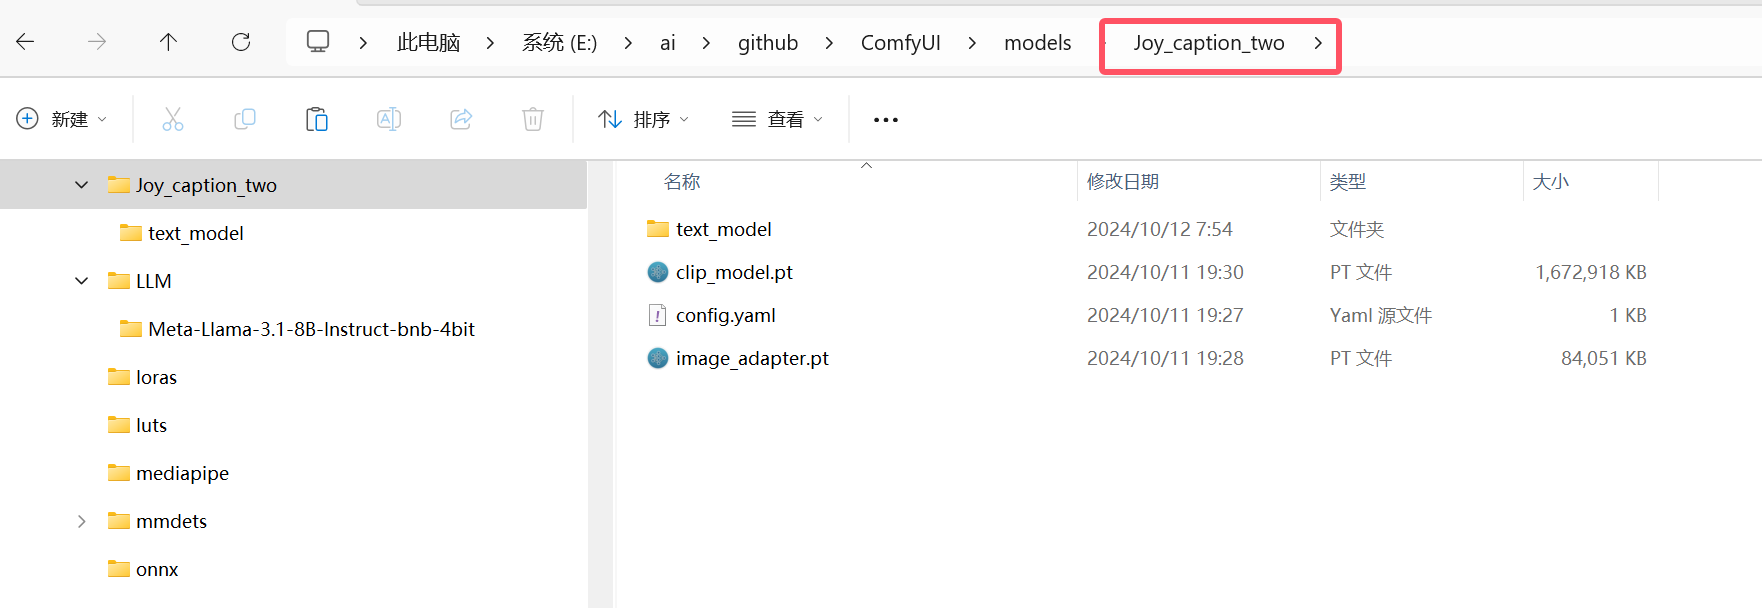 此电脑 系统 (E:) ai github ComfyUI models Joy_caption_two
新建 排序 查看
Joy_caption_two
text_model
LLM
Meta-Llama-3.1-8B-Instruct-bnb-4bit
loras
luts
mediapipe
mmdets
onnx
名称 修改日期 类型 大小
text_model 2024/10/12 7:54 文件夹
clip_model.pt 2024/10/11 19:30 PT 文件 1,672,918 KB
config.yaml 2024/10/11 19:27 Yaml 源文件 1 KB
image_adapter.pt 2024/10/11 19:28 PT 文件 84,051 KB